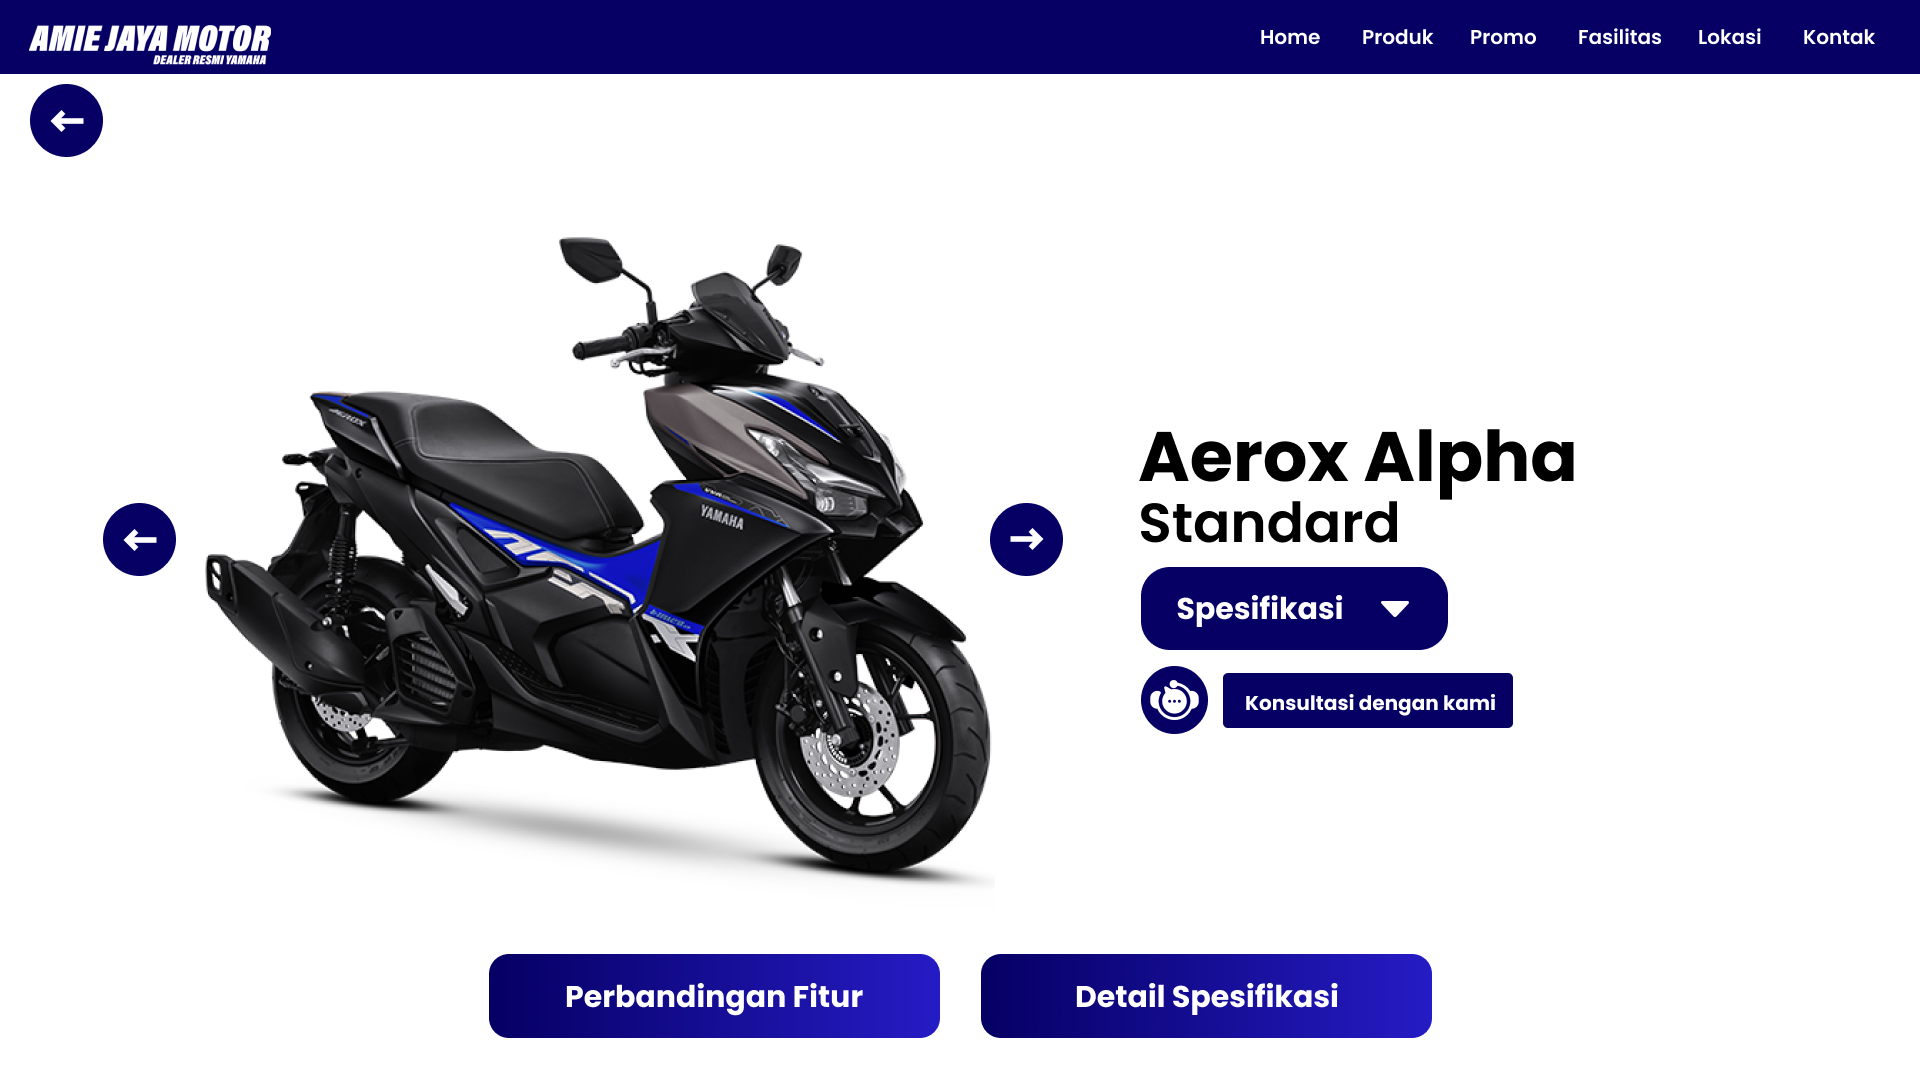 AMIE JAYA MOTOR
DEALER RESMI YAMAHA
Home Produk Promo Fasilitas Lokasi Kontak
AEROX
YAMAHA
Aerox Alpha
Standard
Spesifikasi
Konsultasi dengan kami
Perbandingan Fitur
Detail Spesifikasi